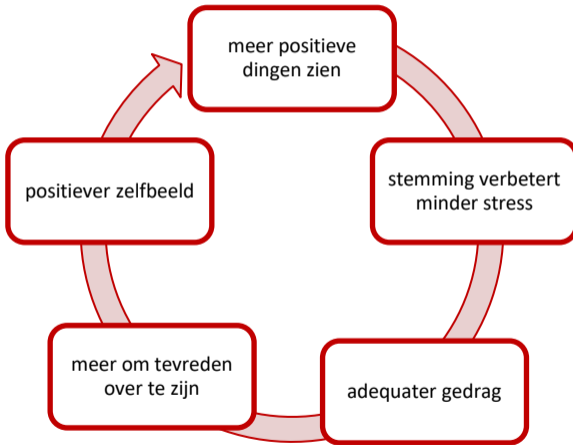 meer positieve
dingen zien
stemming verbetert
minder stress
adequater gedrag
meer om tevreden
over te zijn
positiever zelfbeeld